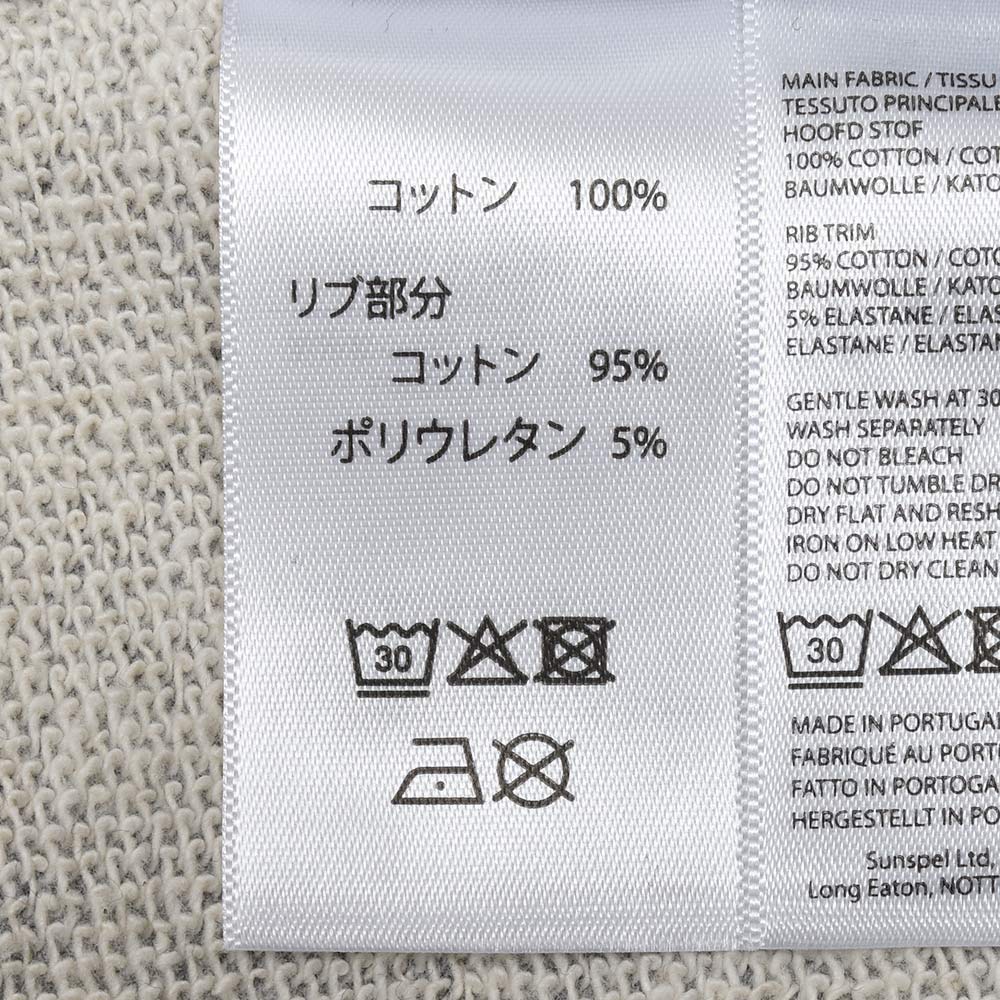 コットン 100%
リブ部分
コットン 95%
ポリウレタン 5%
30
MAIN FABRIC / TISSU
TESSUTO PRINCIPALE
HOOFD STOF
100% COTTON / COT
BAUMWOLLE / KATO
RIB TRIM
95% COTTON / COTO
BAUMWOLLE / KATO
5% ELASTANE / ELAS
ELASTANE / ELASTAN
GENTLE WASH AT 30
WASH SEPARATELY
DO NOT BLEACH
DO NOT TUMBLE DR
DRY FLAT AND RESH
IRON ON LOW HEAT
DO NOT DRY CLEAN
30
MADE IN PORTUGAL
FABRIQUÉ AU PORT
FATTO IN PORTOGA
HERGESTELLT IN PO
Sunspel Ltd,
Long Eaton, NOTT